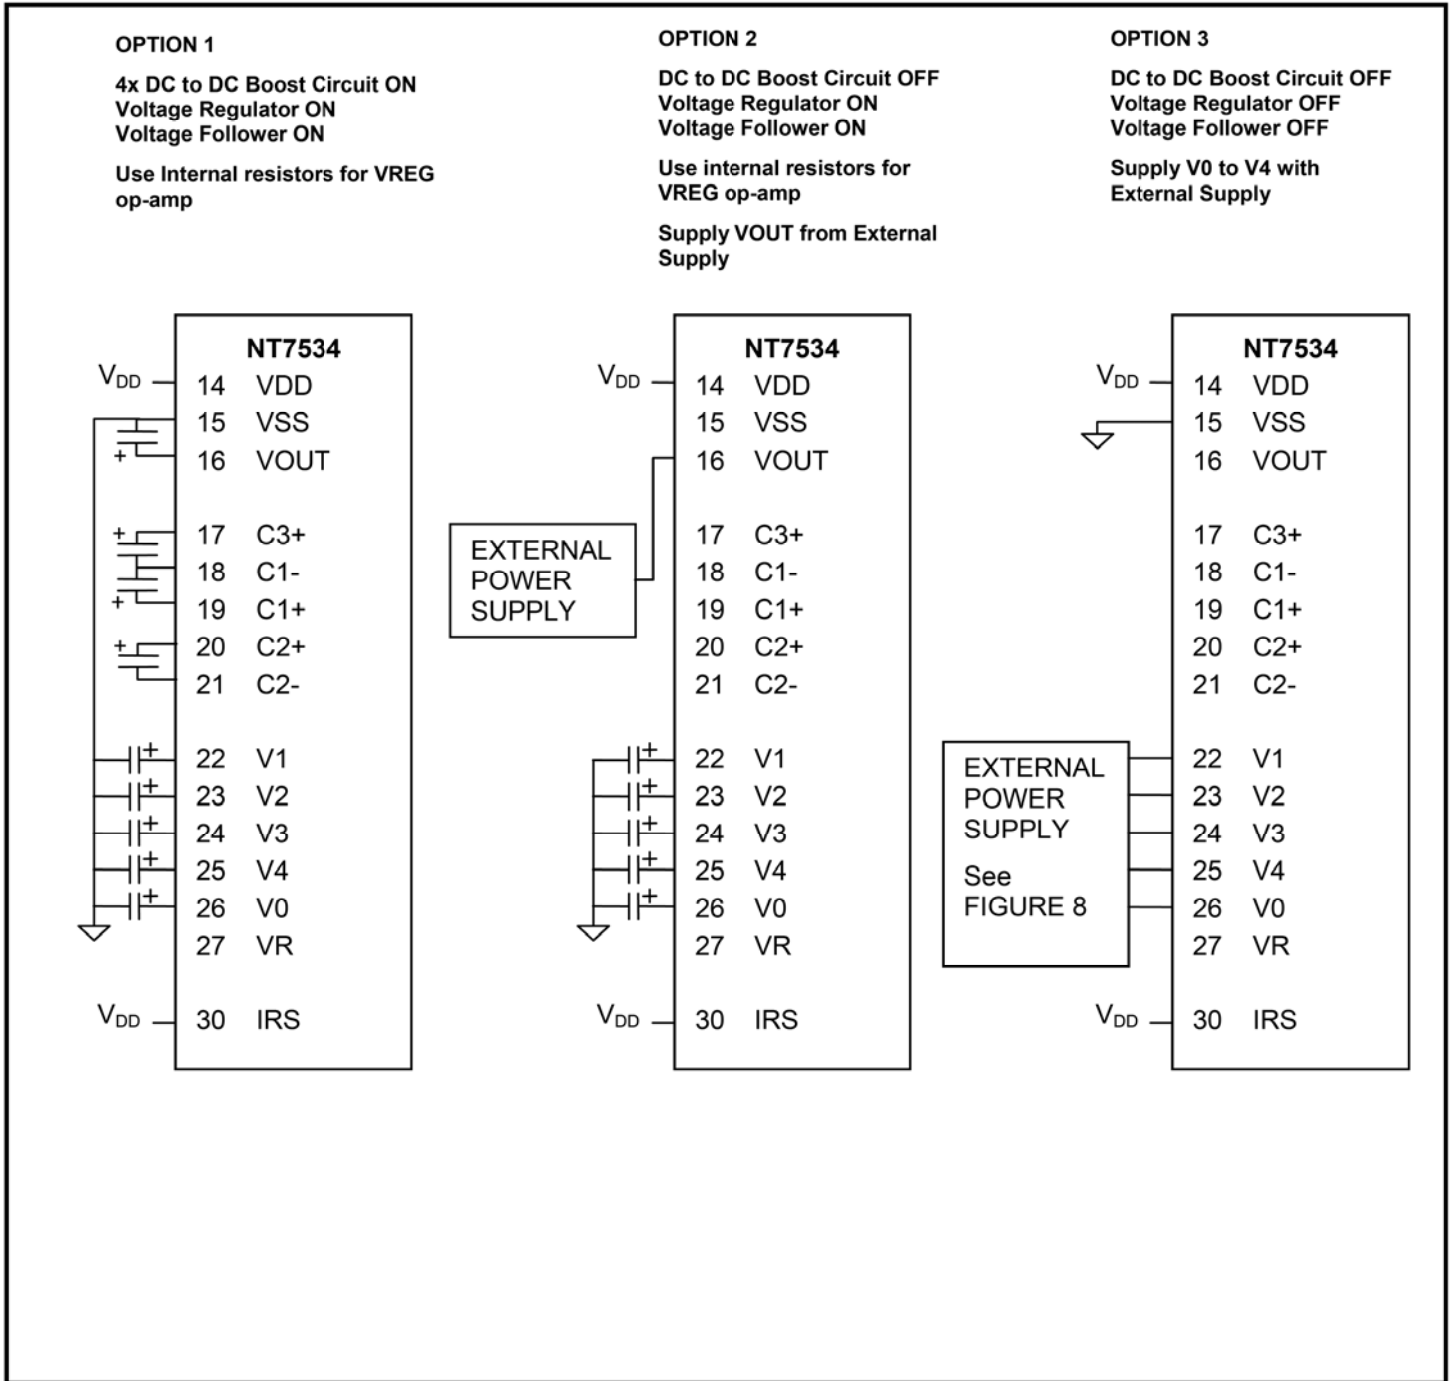 OPTION 1
4x DC to DC Boost Circuit ON
Voltage Regulator ON
Voltage Follower ON
Use Internal resistors for VREG
op-amp
OPTION 2
DC to DC Boost Circuit OFF
Voltage Regulator ON
Voltage Follower ON
Use internal resistors for
VREG op-amp
Supply VOUT from External
Supply
OPTION 3
DC to DC Boost Circuit OFF
Voltage Regulator OFF
Voltage Follower OFF
Supply V0 to V4 with
External Supply
NT7534
VDD 14 VDD
15 VSS
+ 16 VOUT
+ 17 C3+
18 C1-
+ 19 C1+
+ 20 C2+
21 C2-
+ 22 V1
+ 23 V2
+ 24 V3
+ 25 V4
+ 26 V0
27 VR
VDD 30 IRS
NT7534
VDD 14 VDD
15 VSS
16 VOUT
EXTERNAL
POWER
SUPPLY
17 C3+
18 C1-
19 C1+
20 C2+
21 C2-
+ 22 V1
+ 23 V2
+ 24 V3
+ 25 V4
+ 26 V0
27 VR
VDD 30 IRS
NT7534
VDD 14 VDD
15 VSS
16 VOUT
17 C3+
18 C1-
19 C1+
20 C2+
21 C2-
EXTERNAL
POWER
SUPPLY
See
FIGURE 8
22 V1
23 V2
24 V3
25 V4
26 V0
27 VR
VDD 30 IRS